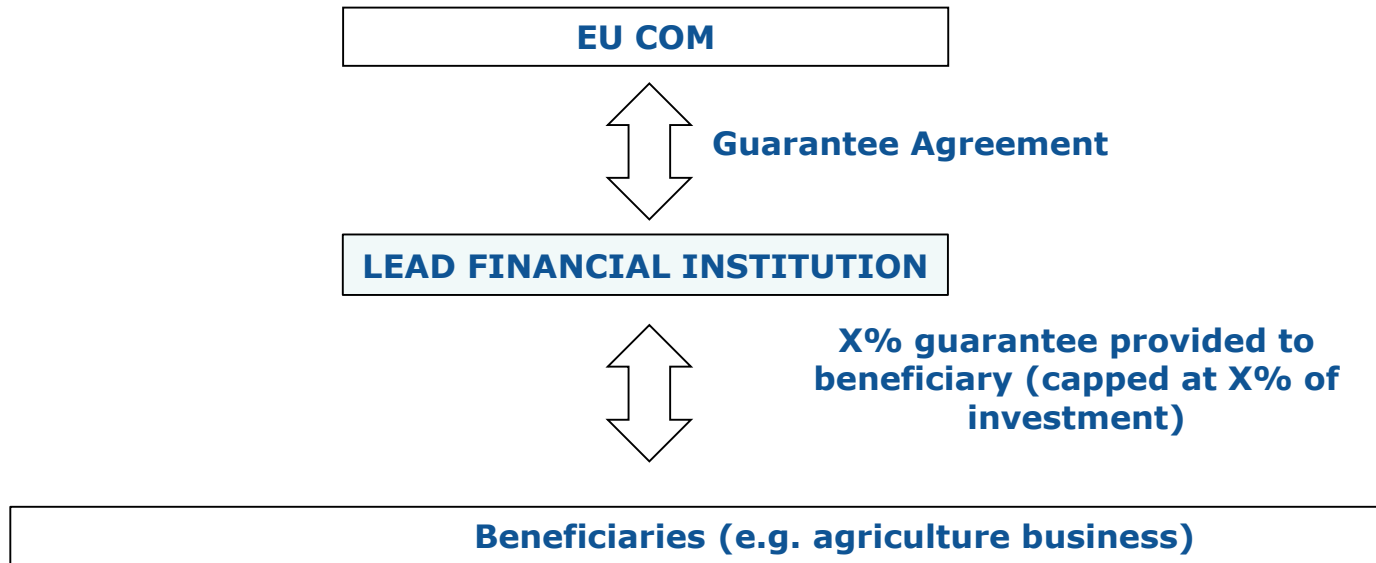 EU COM
Guarantee Agreement
LEAD FINANCIAL INSTITUTION
X% guarantee provided to
beneficiary (capped at X% of
investment)
Beneficiaries (e.g. agriculture business)